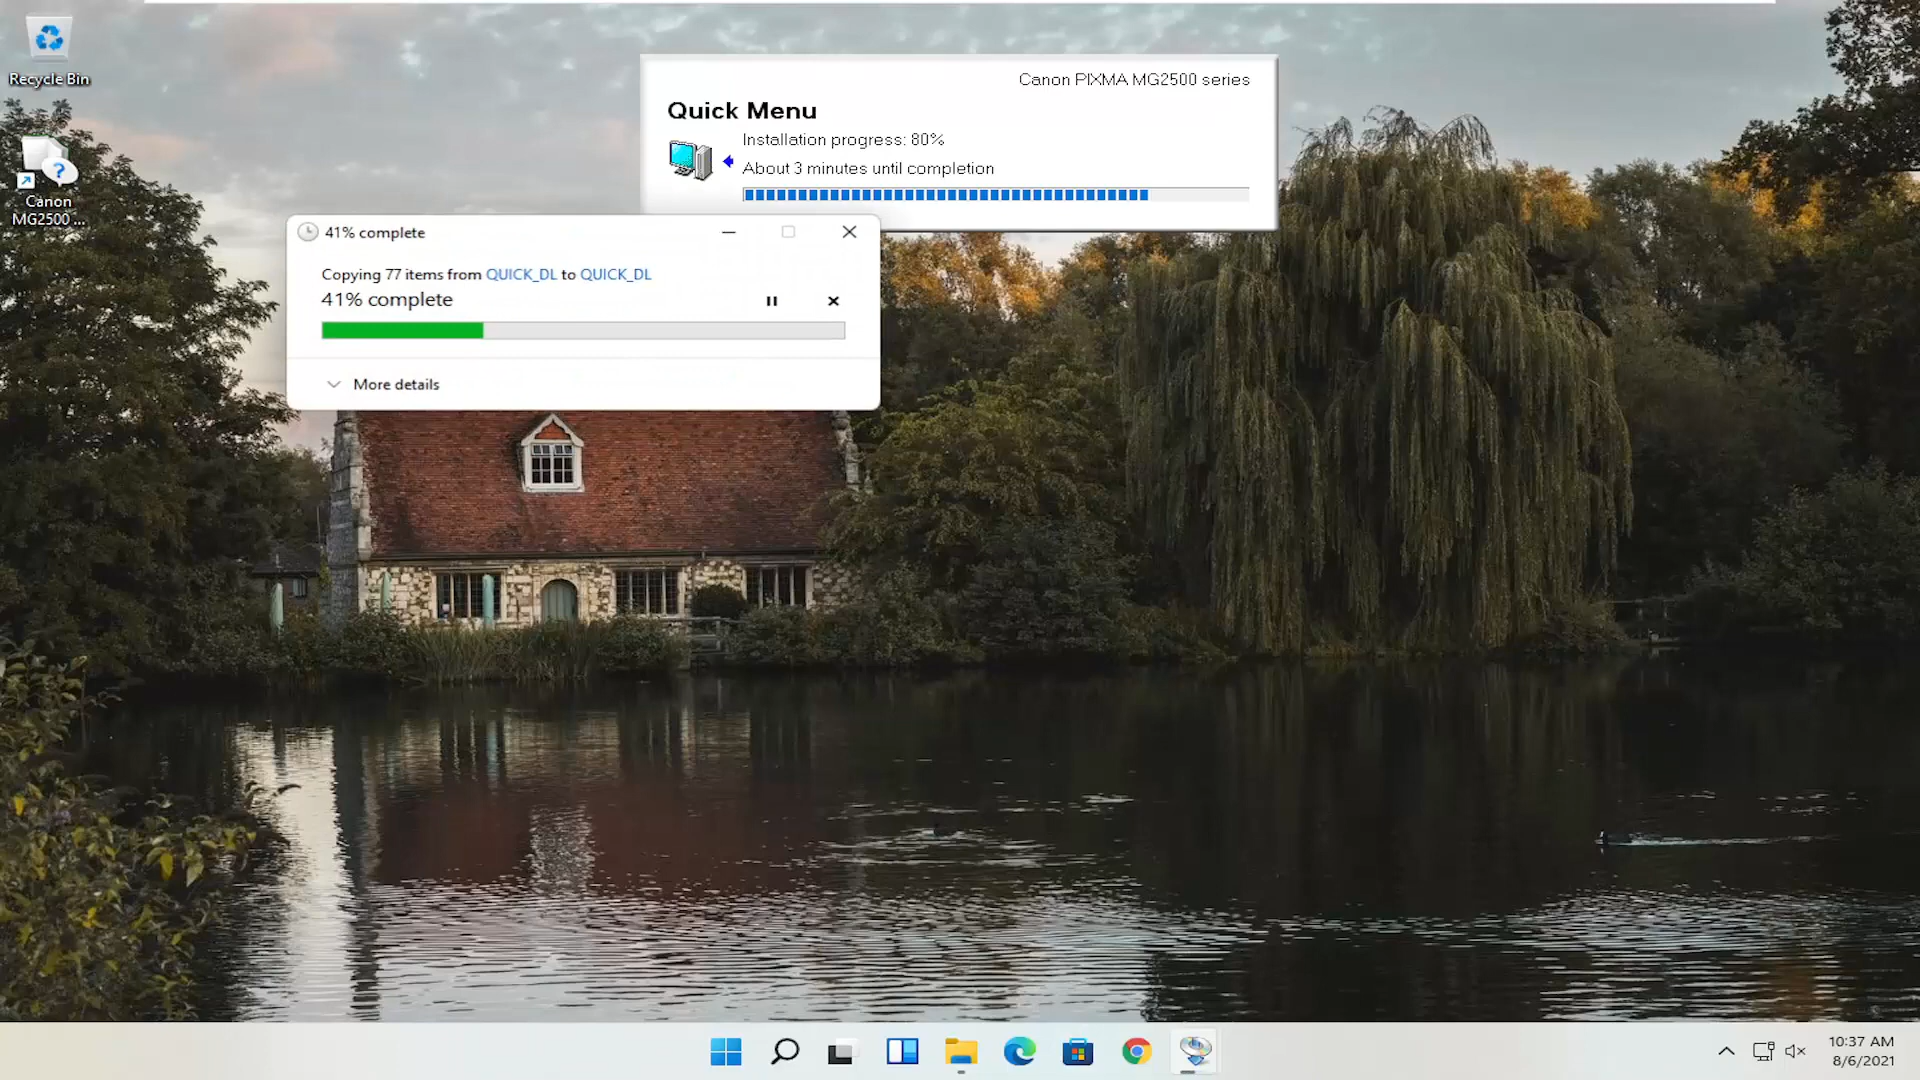 Recycle Bin
Canon
MG2500 ...
Canon PIXMA MG2500 series
Quick Menu
Installation progress: 80%
About 3 minutes until completion
41% complete
Copying 77 items from QUICK_DL to QUICK_DL
41% complete
More details
10:37 AM
8/6/2021